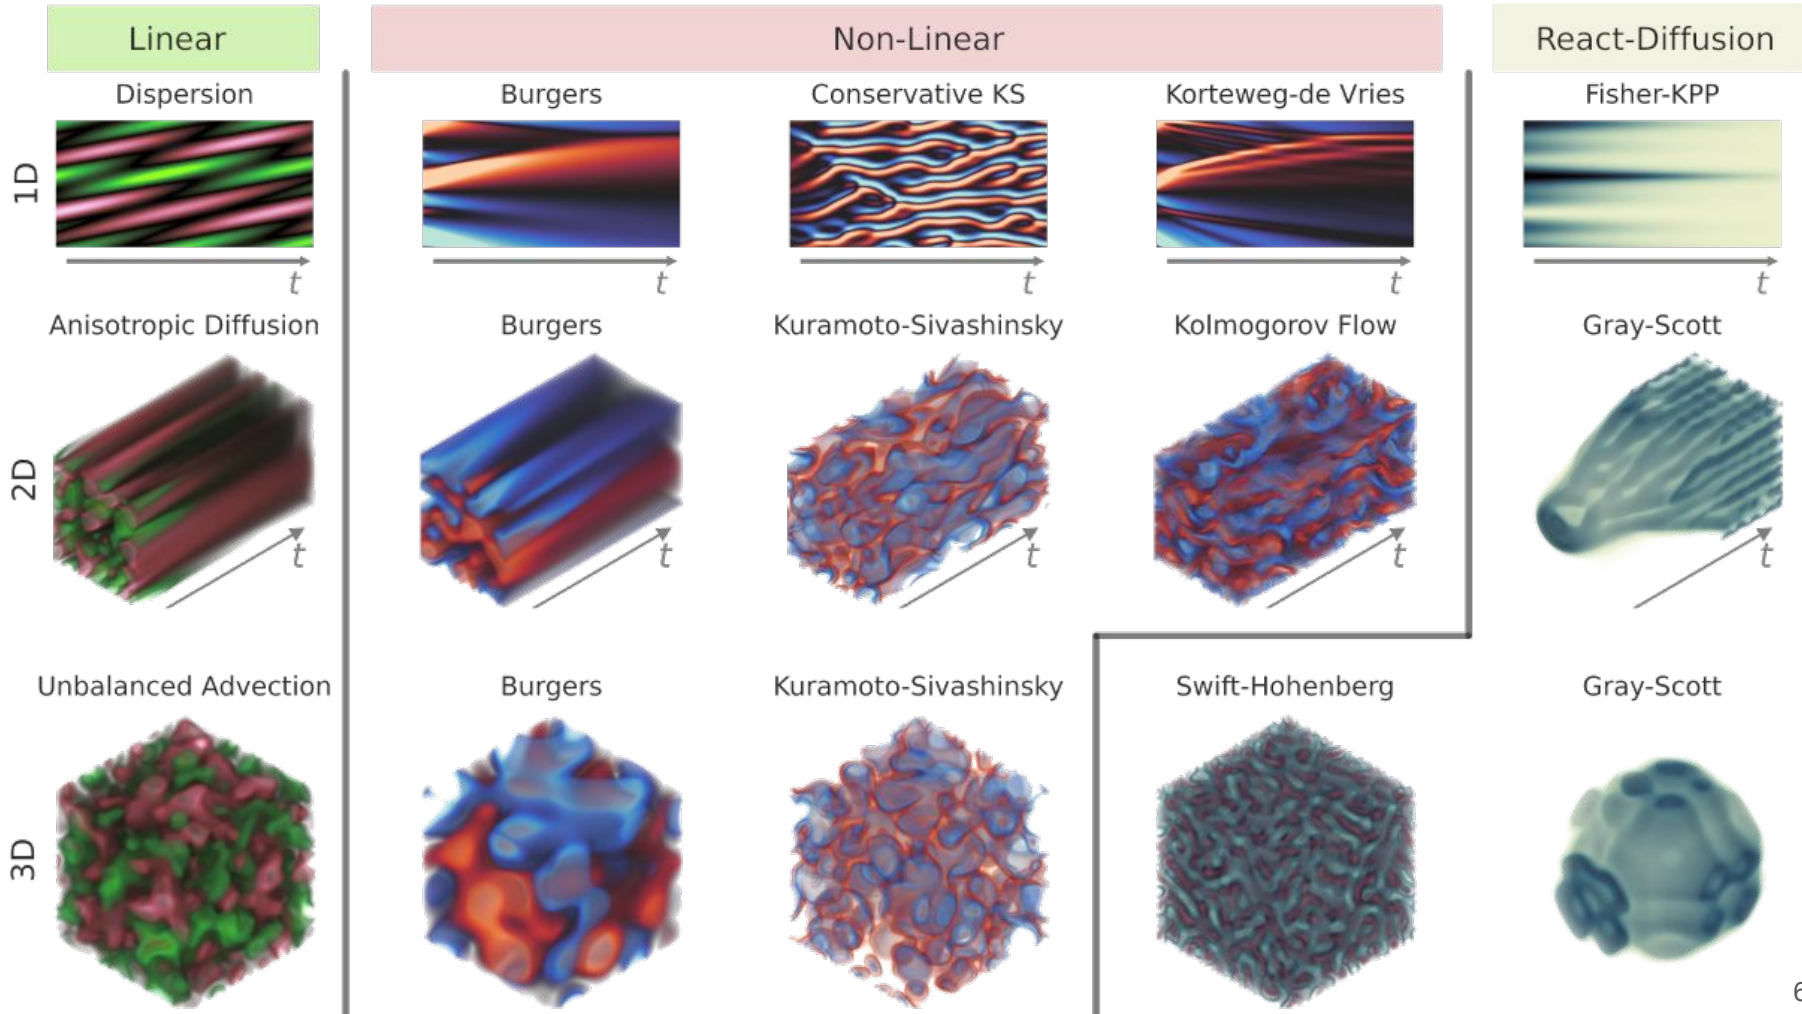 Linear
Non-Linear
React-Diffusion
1D
Dispersion
Burgers
Conservative KS
Korteweg-de Vries
Fisher-KPP
t
t
t
t
t
2D
Anisotropic Diffusion
Burgers
Kuramoto-Sivashinsky
Kolmogorov Flow
Gray-Scott
t
t
t
t
t
3D
Unbalanced Advection
Burgers
Kuramoto-Sivashinsky
Swift-Hohenberg
Gray-Scott
6